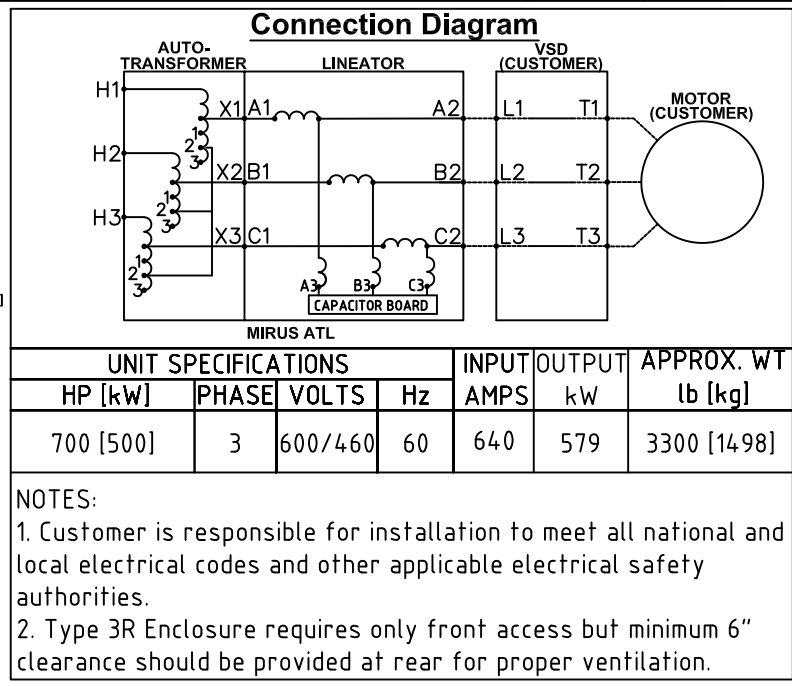 Connection Diagram
AUTO-
TRANSFORMER
LINEATOR
VSD
(CUSTOMER)
MOTOR
(CUSTOMER)
H1
X1 A1
A2
L1
T1
1
2
3
H2
X2 B1
B2
L2
T2
1
2
3
H3
X3 C1
C2
L3
T3
1
2
3
A3
B3
C3
CAPACITOR BOARD
MIRUS ATL
]
UNIT SPECIFICATIONS INPUT OUTPUT APPROX. WT
HP [kW] PHASE VOLTS Hz AMPS kW lb [kg]
700 [500] 3 600/460 60 640 579 3300 [1498]
NOTES:
1. Customer is responsible for installation to meet all national and
local electrical codes and other applicable electrical safety
authorities.
2. Type 3R Enclosure requires only front access but minimum 6"
clearance should be provided at rear for proper ventilation.